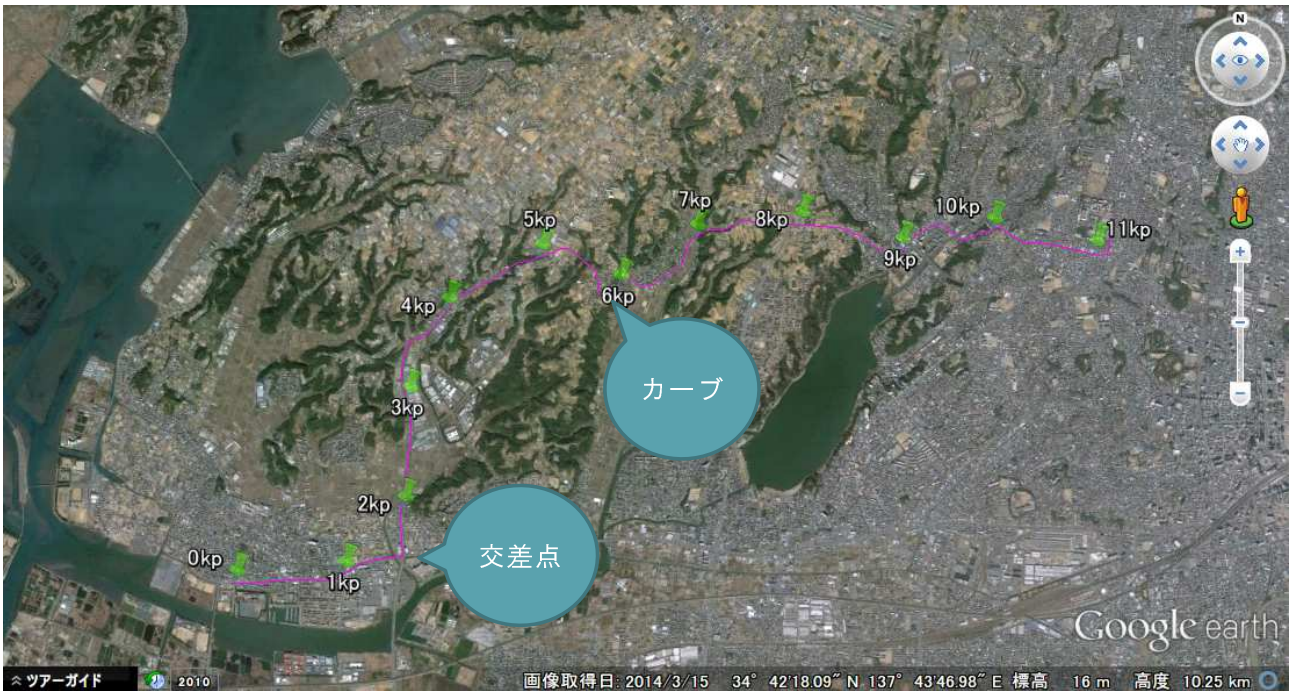 N
7kp
10kp
5kp
8kp
11kp
9kp
4kp
6kp
カーブ
3kp
2kp
交差点
0kp
1kp
Google earth
ツアーガイド
2010
画像取得日: 2014/3/15 34° 42'18.09" N 137° 43'46.98" E 標高 16 m 高度 10.25 km